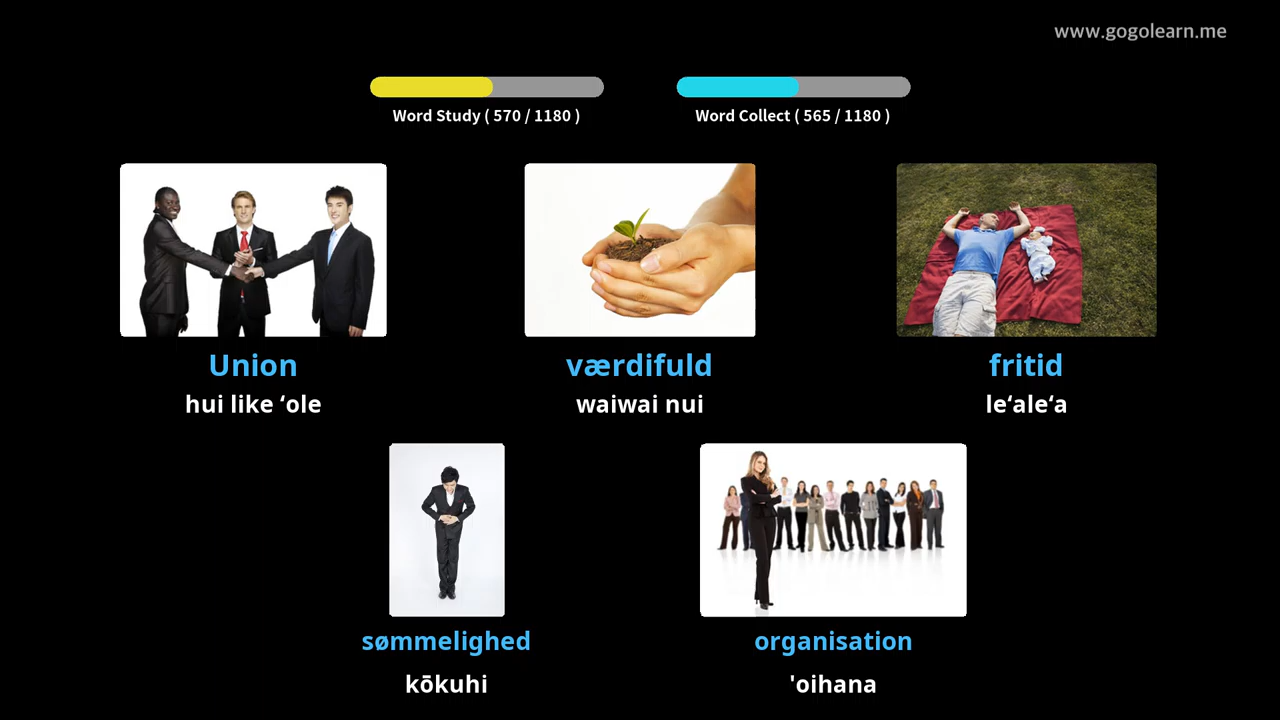 www.gogolearn.me
Word Study ( 570 / 1180 )
Word Collect ( 565 / 1180 )
Union
hui like ʻole
værdifuld
waiwai nui
fritid
leʻaleʻa
sømmelighed
kōkuhi
organisation
'oihana